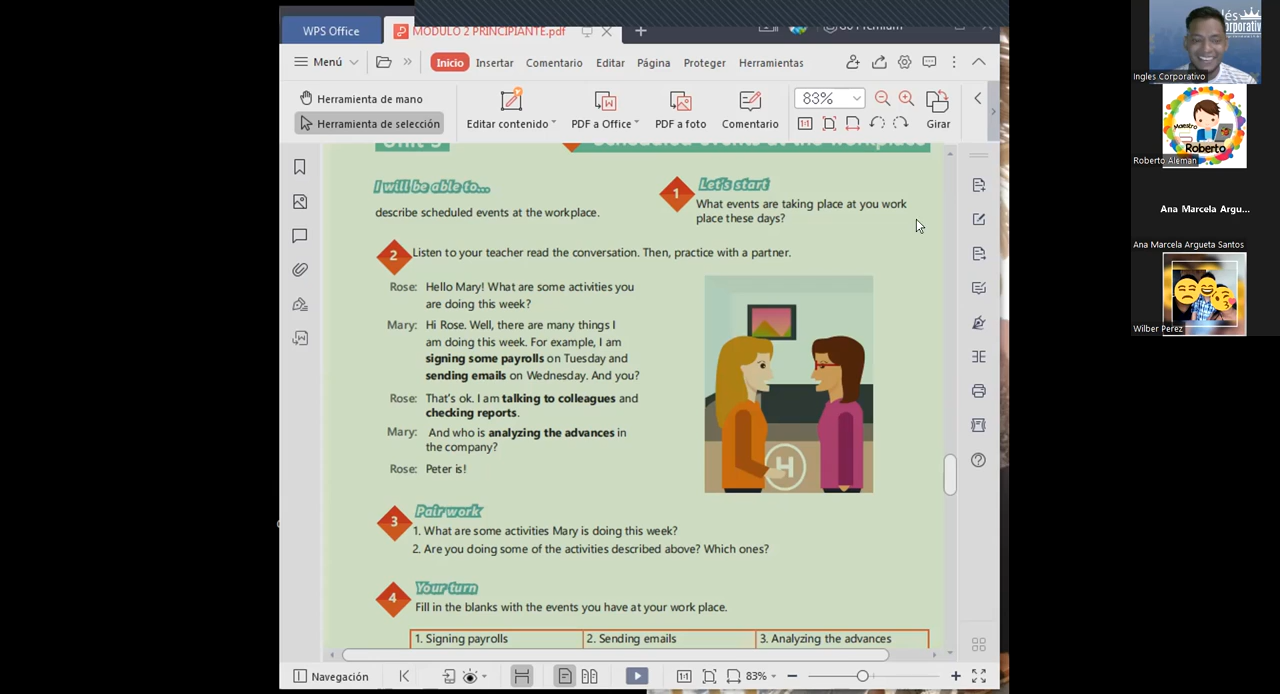 WPS Office
MODULO 2 PRINCIPIANTE.pdf
Menú
Inicio
Insertar
Comentario
Editar
Página
Proteger
Herramientas
Herramienta de mano
Herramienta de selección
Editar contenido
PDF a Office
PDF a foto
Comentario
83%
Girar
I will be able to...
describe scheduled events at the workplace.
1
Let's start
What events are taking place at you work
place these days?
2
Listen to your teacher read the conversation. Then, practice with a partner.
Rose: Hello Mary! What are some activities you
are doing this week?
Mary: Hi Rose. Well, there are many things I
am doing this week. For example, I am
signing some payrolls on Tuesday and
sending emails on Wednesday. And you?
Rose: That's ok. I am talking to colleagues and
checking reports.
Mary: And who is analyzing the advances in
the company?
Rose: Peter is!
H
3
Pair work
1. What are some activities Mary is doing this week?
2. Are you doing some of the activities described above? Which ones?
4
Your turn
Fill in the blanks with the events you have at your work place.
1. Signing payrolls
2. Sending emails
3. Analyzing the advances
Navegación
1:1
83%
Ingles Corporativo
Maestro
Roberto
Roberto Aleman
Ana Marcela Argu...
Ana Marcela Argueta Santos
Wilber Perez